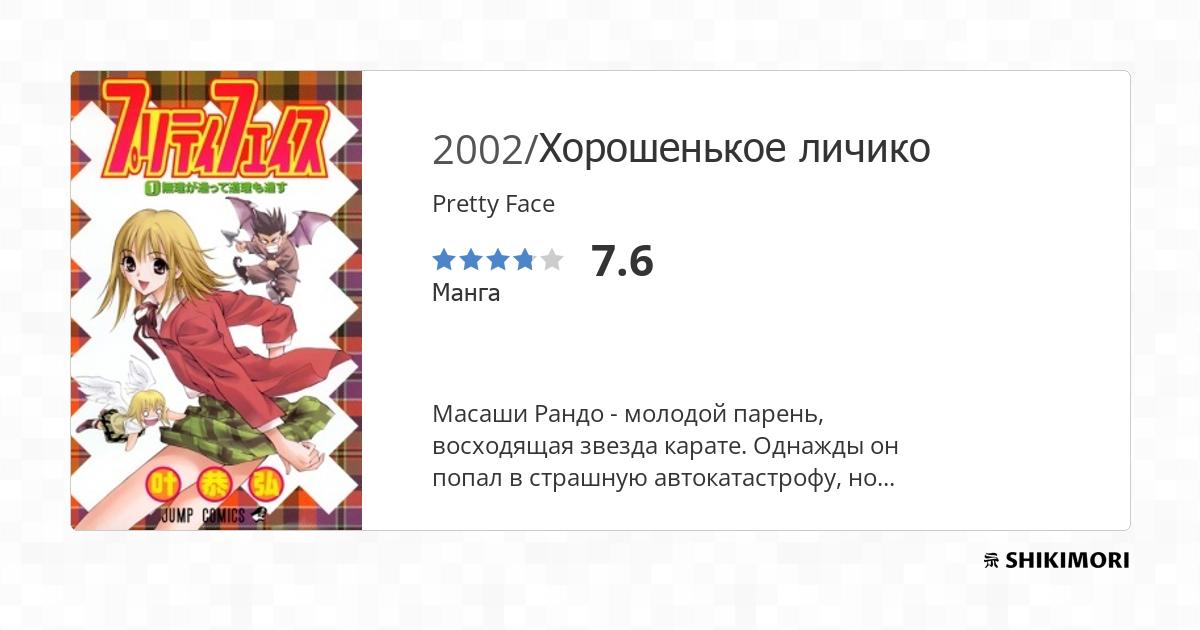 プリティフェイス
1 無理が通って道理も通す
叶 恭 弘
JUMP COMICS
2002/Хорошенькое личико
Pretty Face
7.6
Манга
Масаши Рандо - молодой парень,
восходящая звезда карате. Однажды он
попал в страшную автокатастрофу, но...
SHIKIMORI